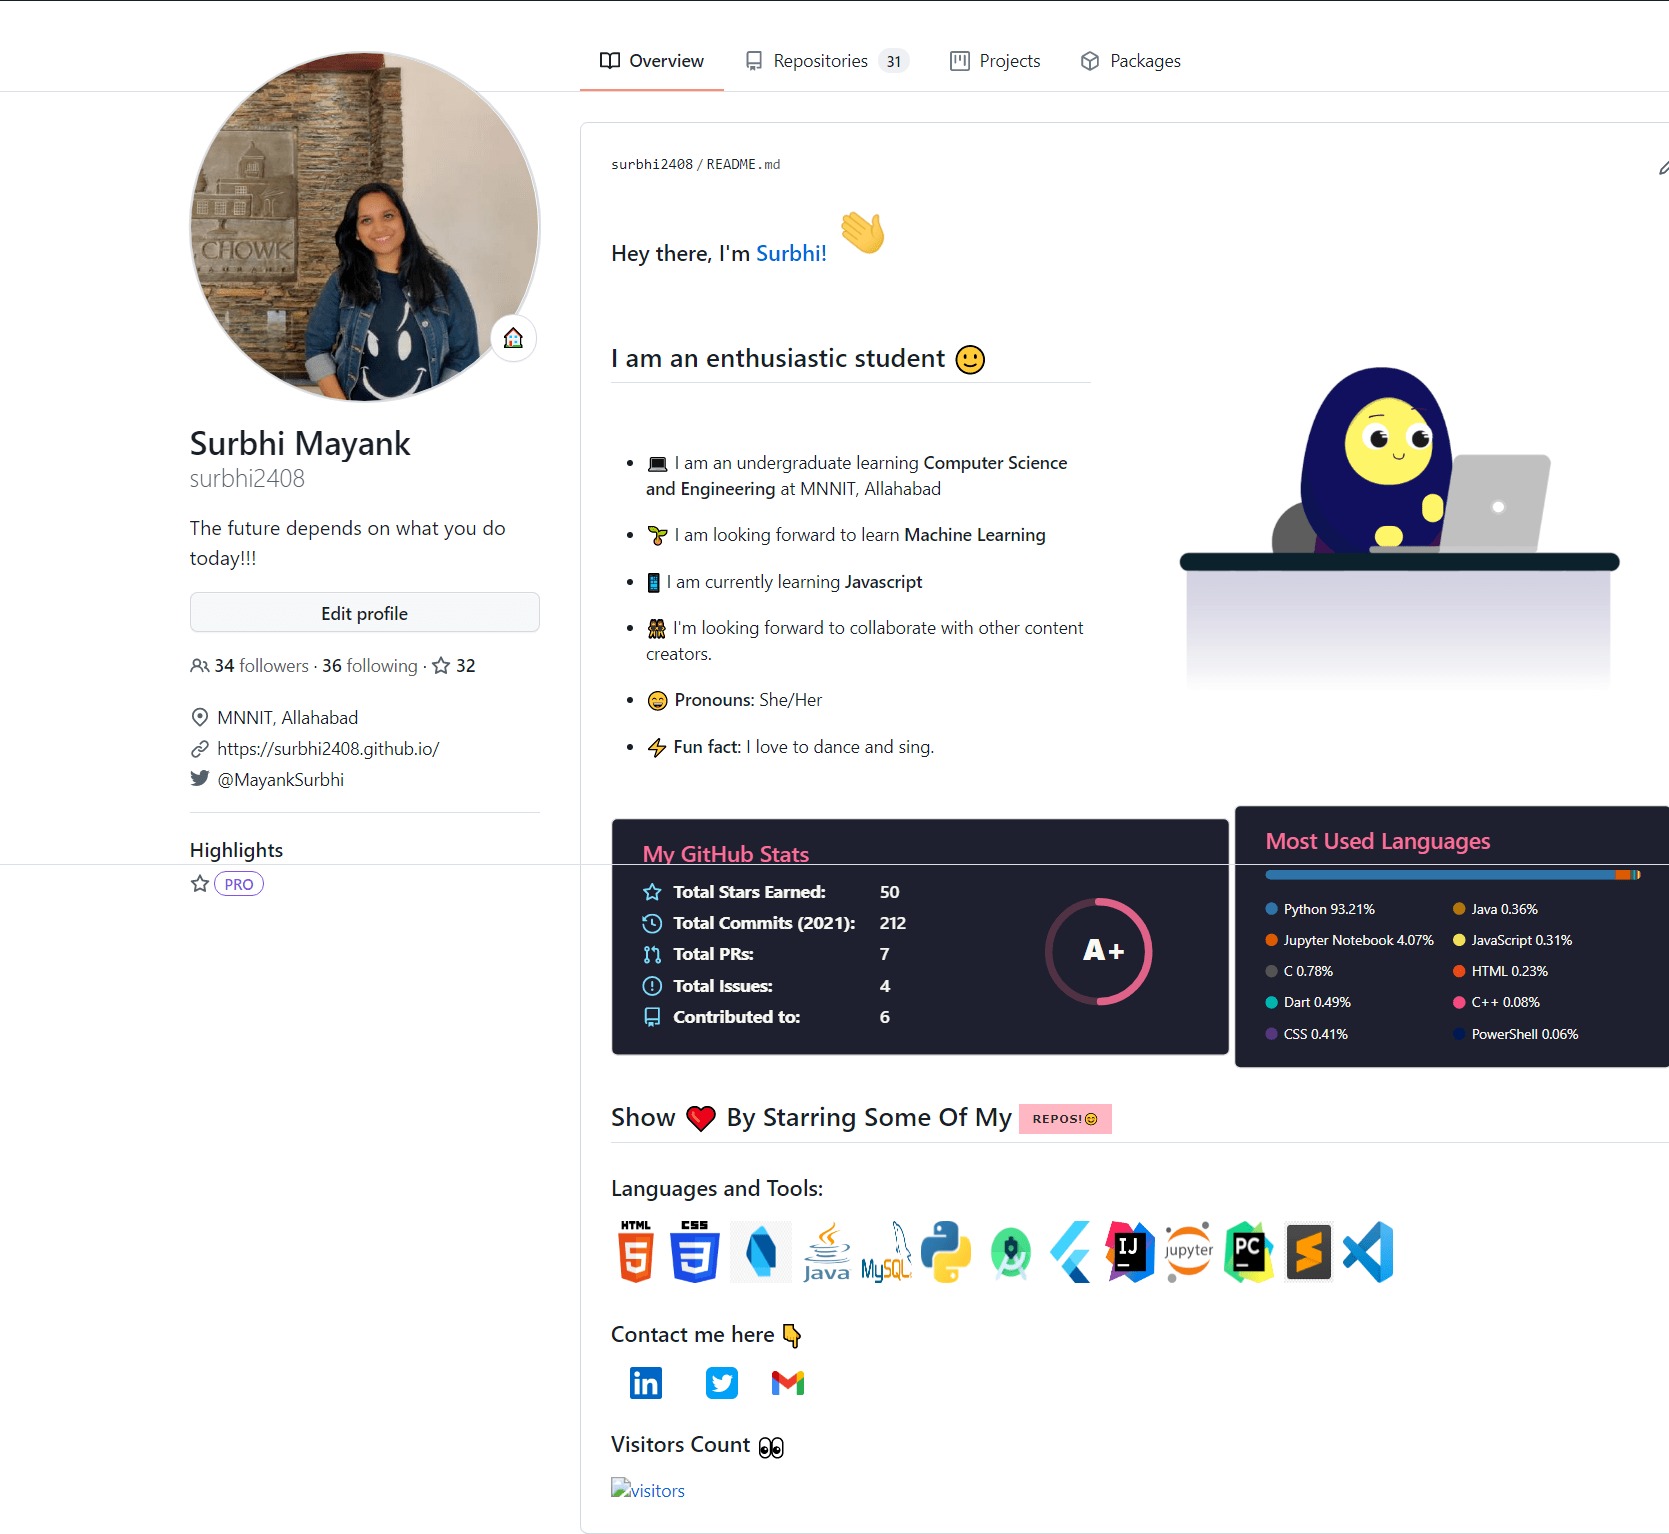 Overview Repositories 31 Projects Packages
CHOWK
Surbhi Mayank
surbhi2408
The future depends on what you do
today!!!
Edit profile
34 followers · 36 following · 32
MNNIT, Allahabad
https://surbhi2408.github.io/
@MayankSurbhi
Highlights
PRO
surbhi2408/README.md
Hey there, I'm Surbhi! 👋
I am an enthusiastic student 🙂
• 💻 I am an undergraduate learning Computer Science
and Engineering at MNNIT, Allahabad
• 🌱 I am looking forward to learn Machine Learning
• 📱 I am currently learning Javascript
• 👭 I'm looking forward to collaborate with other content
creators.
• 😄 Pronouns: She/Her
• ⚡ Fun fact: I love to dance and sing.
My GitHub Stats
Total Stars Earned: 50
Total Commits (2021): 212
Total PRs: 7
Total Issues: 4
Contributed to: 6
A+
Most Used Languages
Python 93.21% Java 0.36%
Jupyter Notebook 4.07% JavaScript 0.31%
C 0.78% HTML 0.23%
Dart 0.49% C++ 0.08%
CSS 0.41% PowerShell 0.06%
Show ❤️ By Starring Some Of My REPOS!😊
Languages and Tools:
HTML 5 CSS 3 Java MySQL IJ jupyter PC
Contact me here 👇
in
Visitors Count 👀
visitors